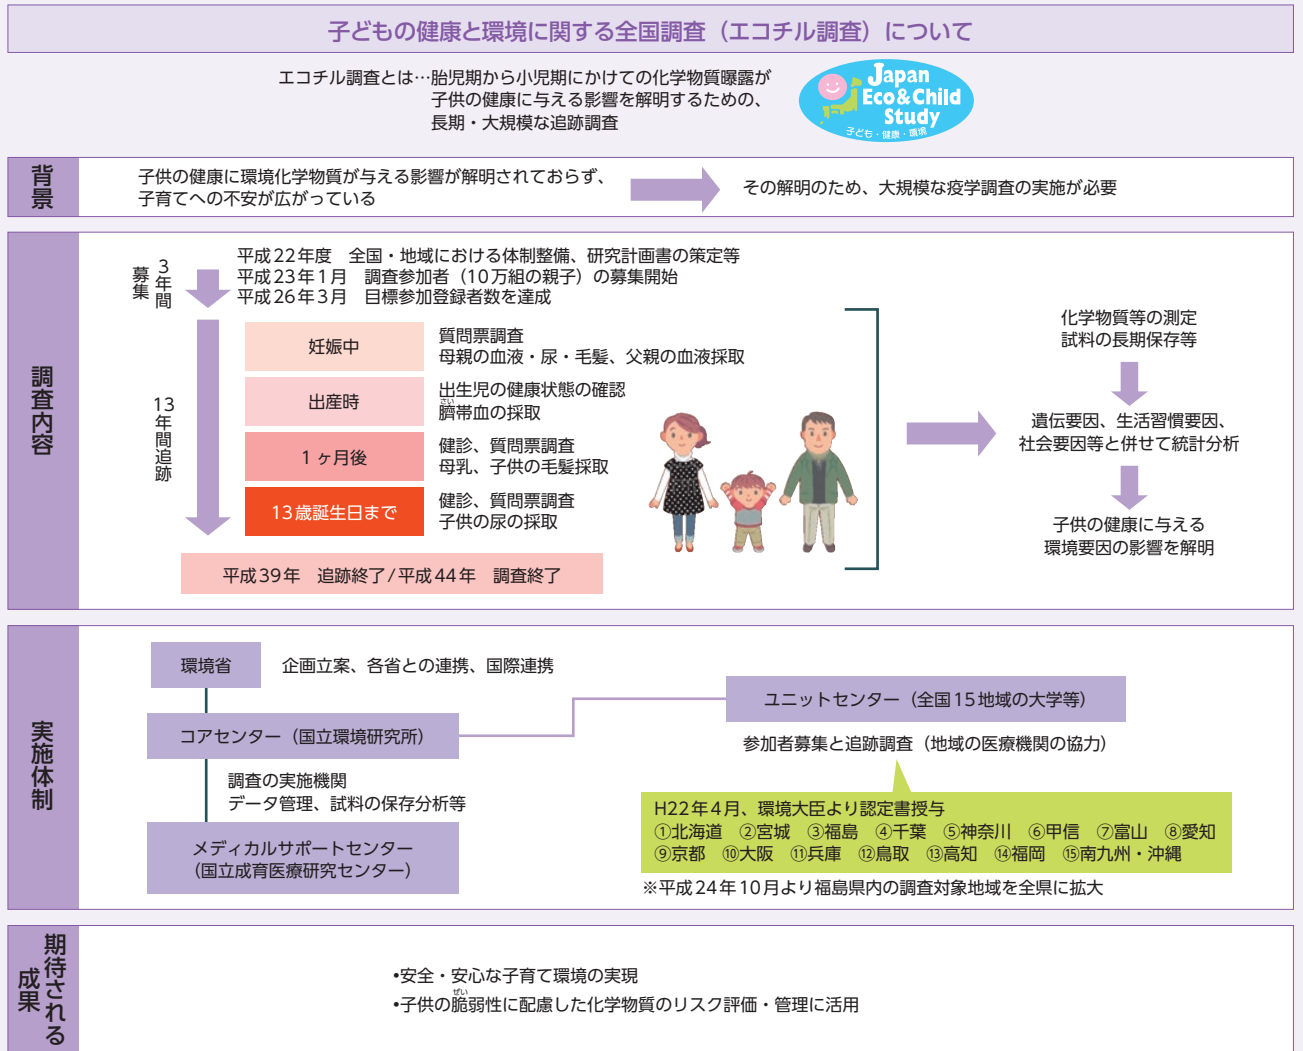 子どもの健康と環境に関する全国調査（エコチル調査）について
エコチル調査とは…胎児期から小児期にかけての化学物質曝露が
子供の健康に与える影響を解明するための、
長期・大規模な追跡調査
Japan
Eco&Child
Study
子ども・健康・環境
背景
子供の健康に環境化学物質が与える影響が解明されておらず、
子育てへの不安が広がっている
その解明のため、大規模な疫学調査の実施が必要
調査内容
3年間
募集
平成22年度　全国・地域における体制整備、研究計画書の策定等
平成23年1月　調査参加者（10万組の親子）の募集開始
平成26年3月　目標参加登録者数を達成
13年間追跡
妊娠中
質問票調査
母親の血液・尿・毛髪、父親の血液採取
出産時
出生児の健康状態の確認
さい
臍帯血の採取
1ヶ月後
健診、質問票調査
母乳、子供の毛髪採取
13歳誕生日まで
健診、質問票調査
子供の尿の採取
平成39年　追跡終了/平成44年　調査終了
化学物質等の測定
試料の長期保存等
遺伝要因、生活習慣要因、
社会要因等と併せて統計分析
子供の健康に与える
環境要因の影響を解明
実施体制
環境省
企画立案、各省との連携、国際連携
コアセンター（国立環境研究所）
調査の実施機関
データ管理、試料の保存分析等
メディカルサポートセンター
（国立成育医療研究センター）
ユニットセンター（全国15地域の大学等）
参加者募集と追跡調査（地域の医療機関の協力）
H22年4月、環境大臣より認定書授与
①北海道　②宮城　③福島　④千葉　⑤神奈川　⑥甲信　⑦富山　⑧愛知
⑨京都　⑩大阪　⑪兵庫　⑫鳥取　⑬高知　⑭福岡　⑮南九州・沖縄
※平成24年10月より福島県内の調査対象地域を全県に拡大
期待される
成果
•安全・安心な子育て環境の実現
ぜい
•子供の脆弱性に配慮した化学物質のリスク評価・管理に活用